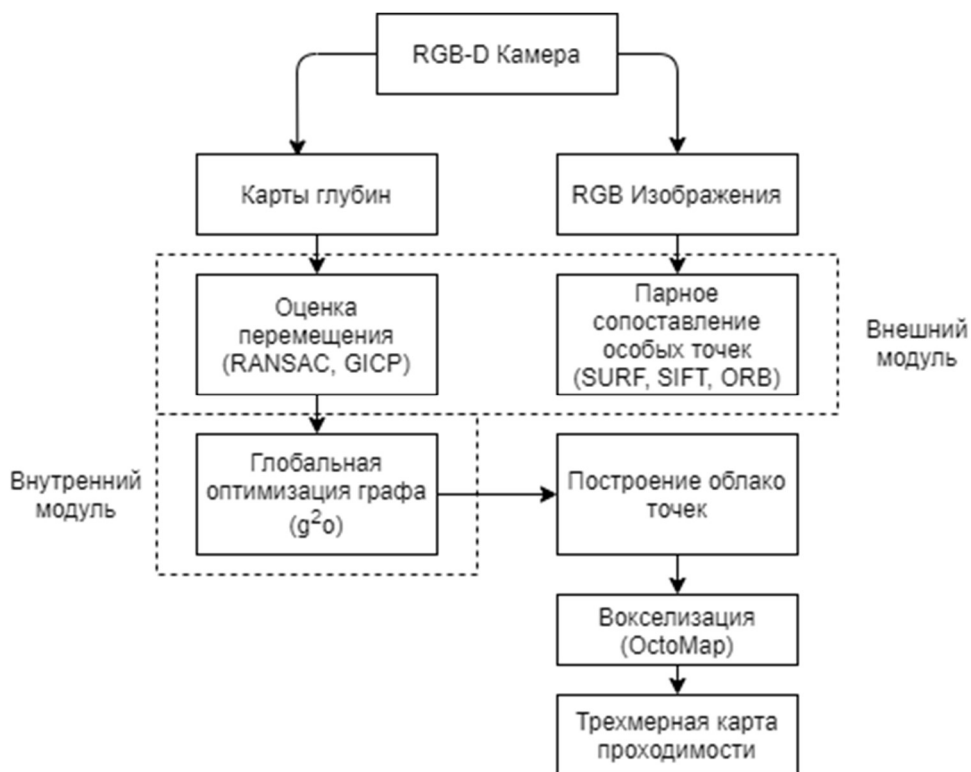 RGB-D Камера
Карты глубин
RGB Изображения
Оценка
перемещения
(RANSAC, GICP)
Парное
сопоставление
особых точек
(SURF, SIFT, ORB)
Внешний
модуль
Внутренний
модуль
Глобальная
оптимизация графа
(g²o)
Построение облако
точек
Вокселизация
(OctoMap)
Трехмерная карта
проходимости